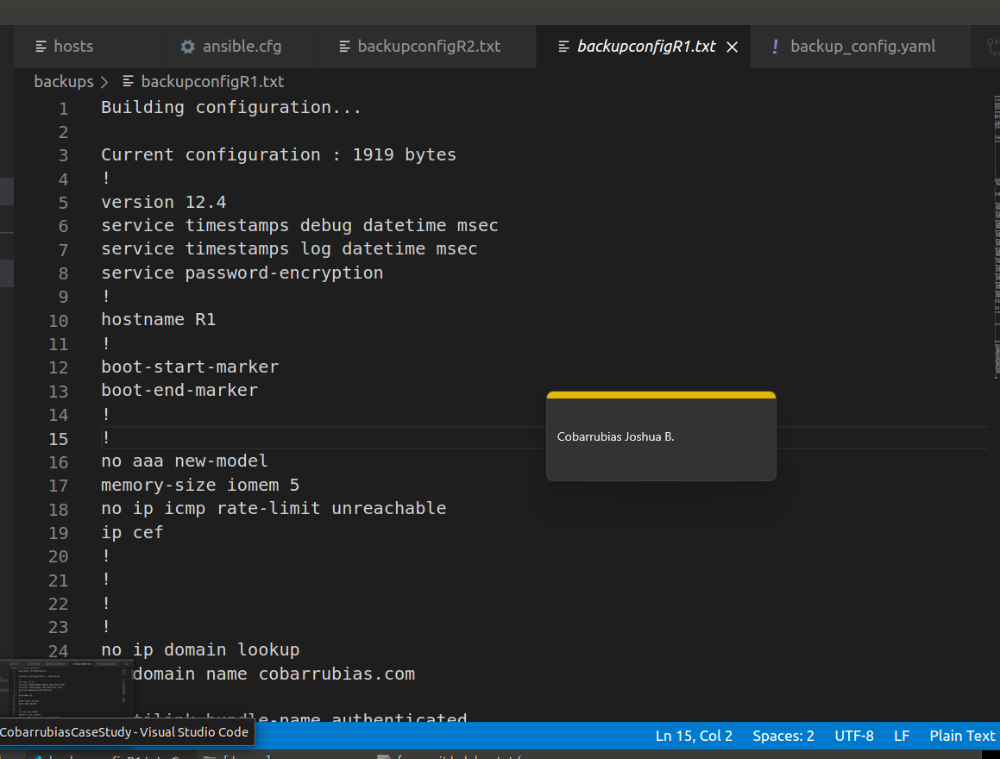 hosts
ansible.cfg
backupconfigR2.txt
backupconfigR1.txt
backup_config.yaml
backups > backupconfigR1.txt
1 Building configuration...
2
3 Current configuration : 1919 bytes
4 !
5 version 12.4
6 service timestamps debug datetime msec
7 service timestamps log datetime msec
8 service password-encryption
9 !
10 hostname R1
11 !
12 boot-start-marker
13 boot-end-marker
14 !
15 !
16 no aaa new-model
17 memory-size iomem 5
18 no ip icmp rate-limit unreachable
19 ip cef
20 !
21 !
22 !
23 !
24 no ip domain lookup
domain name cobarrubias.com
bundle-name authenticated
Cobarrubias Joshua B.
CobarrubiasCaseStudy - Visual Studio Code
Ln 15, Col 2 Spaces: 2 UTF-8 LF Plain Text